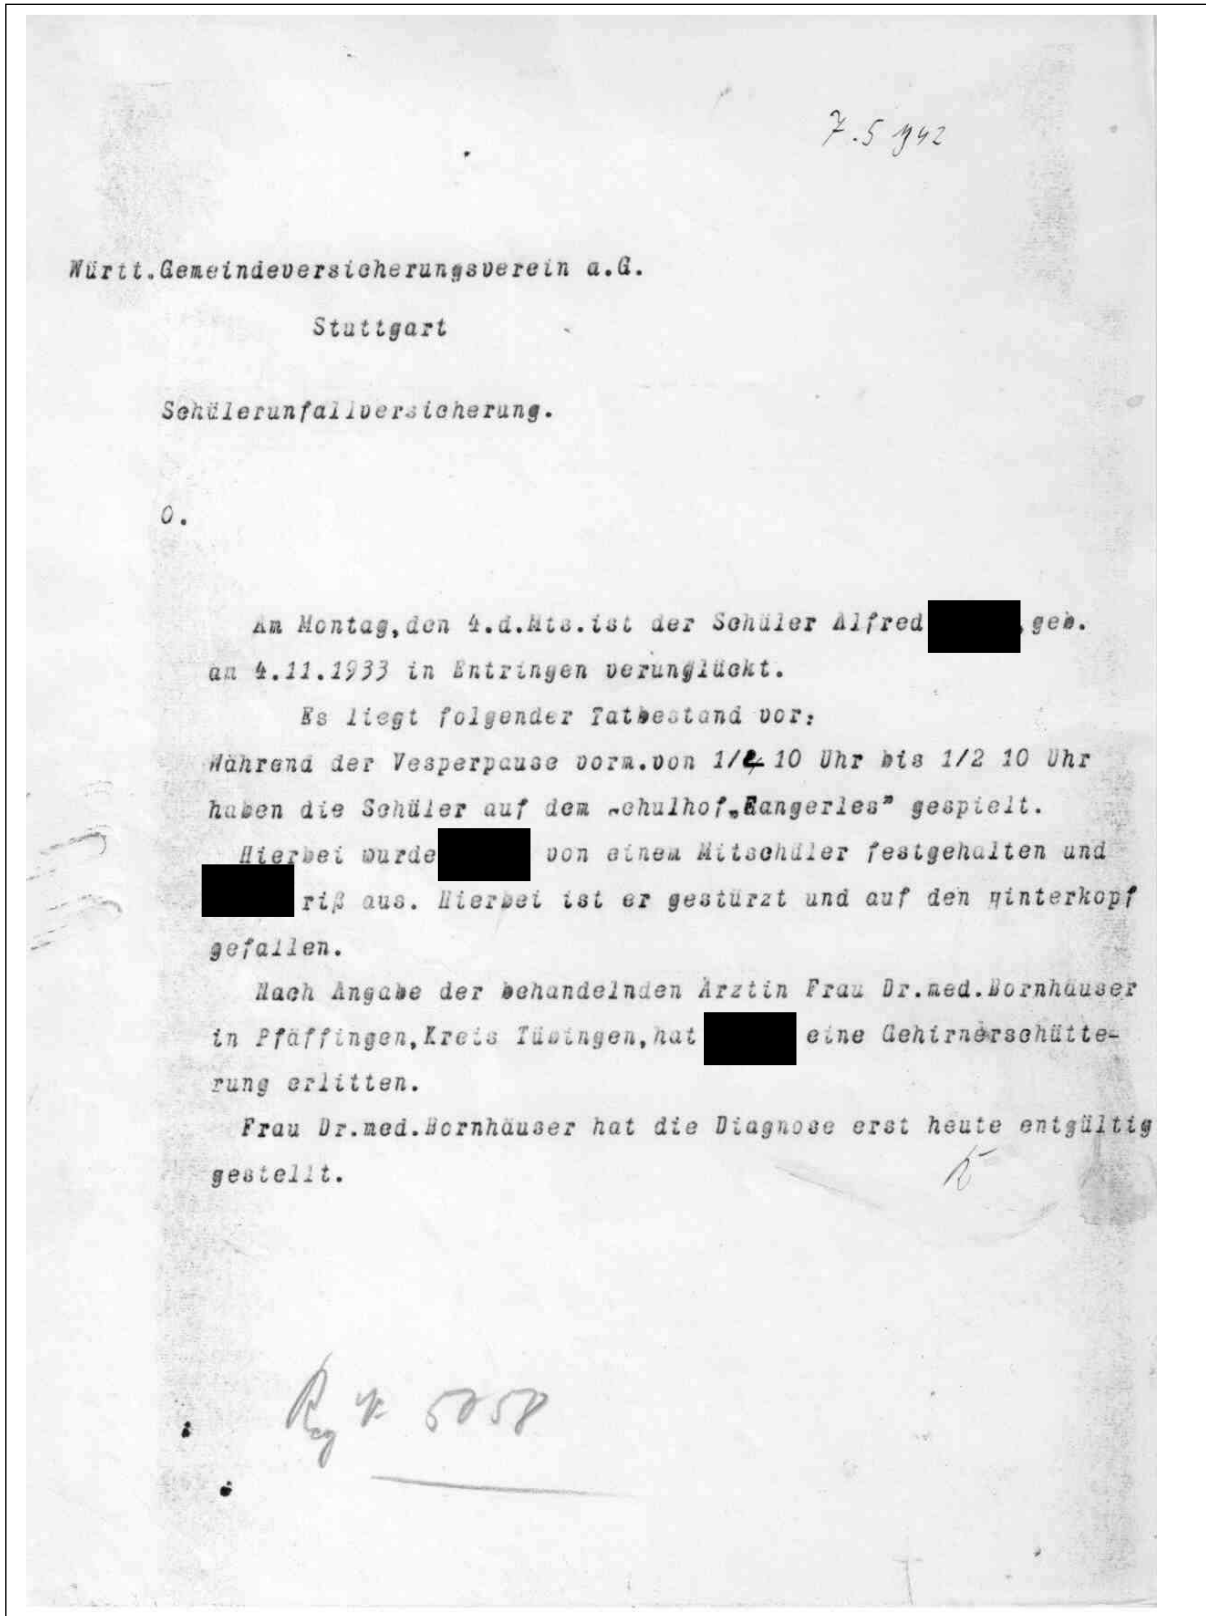 7.5 1942
Württ.Gemeindeversicherungsverein a.G.
Stuttgart
Schülerunfallversicherung.
O.
Am Montag,den 4.d.Mts.ist der Schüler Alfred ,geb.
am 4.11.1933 in Entringen verunglückt.
Es liegt folgender Tatbestand vor:
Während der Vesperpause vorm.von 1/4 10 Uhr bis 1/2 10 Uhr
haben die Schüler auf dem Schulhof „Fangerles” gespielt.
Hierbei wurde von einem Mitschüler festgehalten und
riß aus. Hierbei ist er gestürzt und auf den Hinterkopf
gefallen.
Nach Angabe der behandelnden Ärztin Frau Dr.med.Bornhäuser
in Pfäffingen,Kreis Tübingen,hat eine Gehirnerschütte-
rung erlitten.
Frau Dr.med.Bornhäuser hat die Diagnose erst heute entgültig
gestellt.
Reg